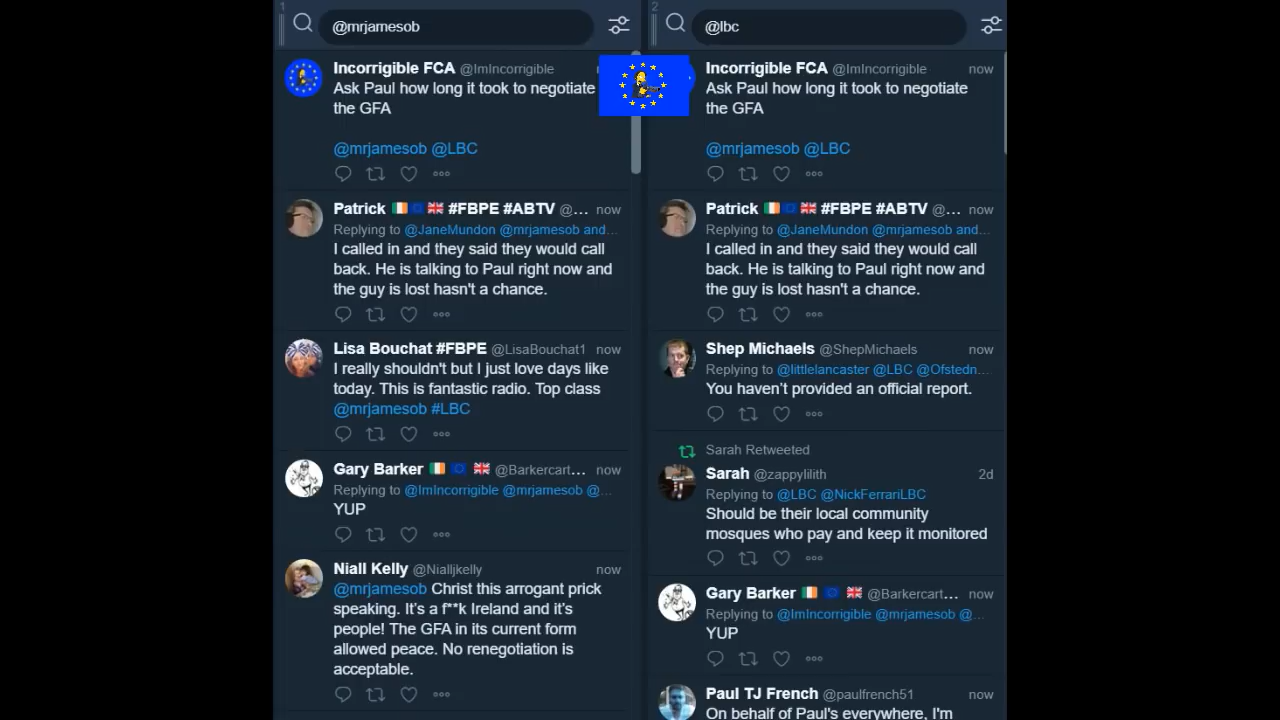 1
@mrjamesob
Incorrigible FCA @ImIncorrigible
Ask Paul how long it took to negotiate
the GFA
@mrjamesob @LBC
Patrick 🇮🇪🇪🇺🇬🇧 #FBPE #ABTV @... now
Replying to @JaneMundon @mrjamesob and...
I called in and they said they would call
back. He is talking to Paul right now and
the guy is lost hasn't a chance.
Lisa Bouchat #FBPE @LisaBouchat1 now
I really shouldn't but I just love days like
today. This is fantastic radio. Top class
@mrjamesob #LBC
Gary Barker 🇮🇪 🇪🇺 🇬🇧 @Barkercart... now
Replying to @ImIncorrigible @mrjamesob @...
YUP
Niall Kelly @Nialljkelly now
@mrjamesob Christ this arrogant prick
speaking. It's a f**k Ireland and it's
people! The GFA in its current form
allowed peace. No renegotiation is
acceptable.
2
@lbc
Incorrigible FCA @ImIncorrigible now
Ask Paul how long it took to negotiate
the GFA
@mrjamesob @LBC
Patrick 🇮🇪🇪🇺🇬🇧 #FBPE #ABTV @... now
Replying to @JaneMundon @mrjamesob and...
I called in and they said they would call
back. He is talking to Paul right now and
the guy is lost hasn't a chance.
Shep Michaels @ShepMichaels now
Replying to @littlelancaster @LBC @Ofstedn...
You haven't provided an official report.
Sarah Retweeted
Sarah @zappylilith 2d
Replying to @LBC @NickFerrariLBC
Should be their local community
mosques who pay and keep it monitored
Gary Barker 🇮🇪 🇪🇺 🇬🇧 @Barkercart... now
Replying to @ImIncorrigible @mrjamesob @...
YUP
Paul TJ French @paulfrench51 now
On behalf of Paul's everywhere, I'm